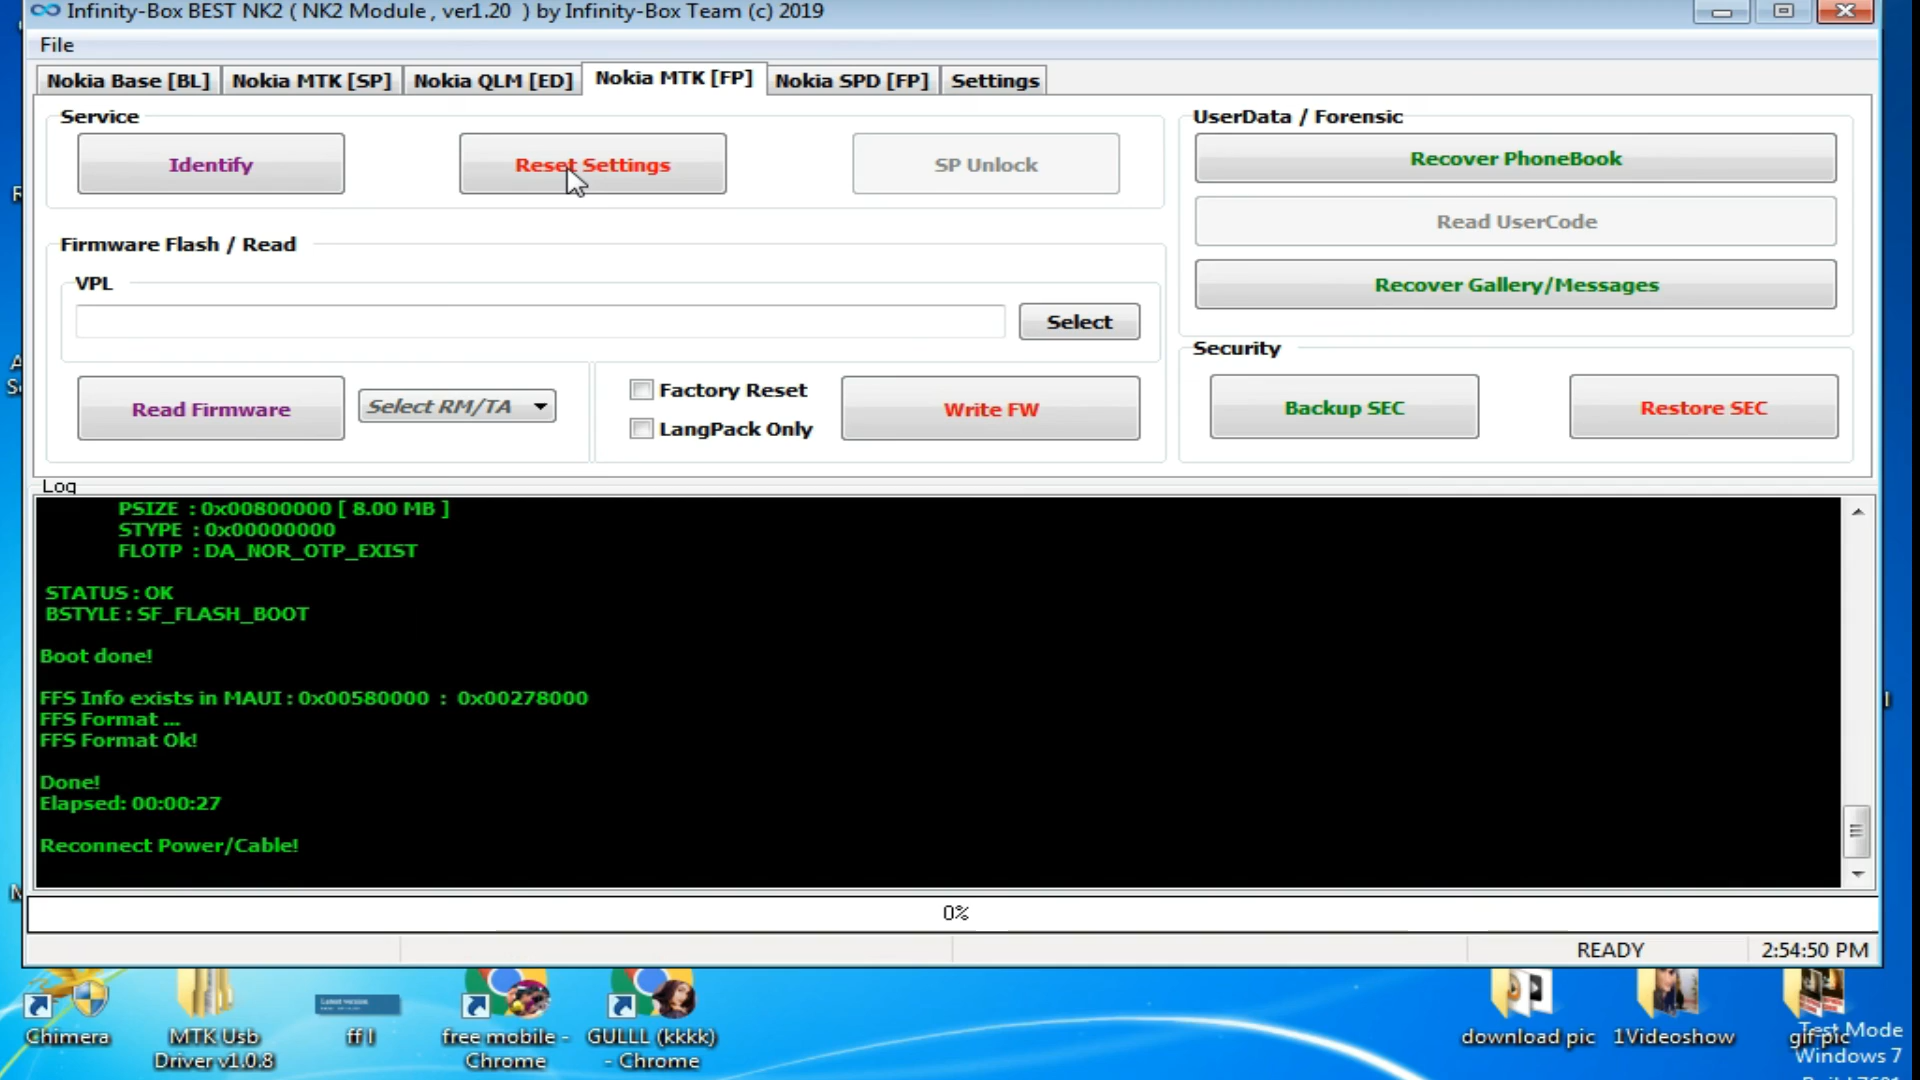 Infinity-Box BEST NK2 ( NK2 Module , ver1.20 ) by Infinity-Box Team (c) 2019
File
Nokia Base [BL] Nokia MTK [SP] Nokia QLM [ED] Nokia MTK [FP] Nokia SPD [FP] Settings
Service
Identify Reset Settings SP Unlock
UserData / Forensic
Recover PhoneBook
Read UserCode
Recover Gallery/Messages
Firmware Flash / Read
VPL
Select
Read Firmware Select RM/TA
Factory Reset
LangPack Only
Write FW
Security
Backup SEC Restore SEC
Log
PSIZE : 0x00800000 [ 8.00 MB ]
STYPE : 0x00000000
FLOTP : DA_NOR_OTP_EXIST
STATUS : OK
BSTYLE : SF_FLASH_BOOT
Boot done!
FFS Info exists in MAUI : 0x00580000 : 0x00278000
FFS Format ...
FFS Format Ok!
Done!
Elapsed: 00:00:27
Reconnect Power/Cable!
0%
READY 2:54:50 PM
Chimera
MTK Usb
Driver v1.0.8
ff l
free mobile -
Chrome
GULLL (kkkk)
- Chrome
download pic
1Videoshow
gif pic
Test Mode
Windows 7